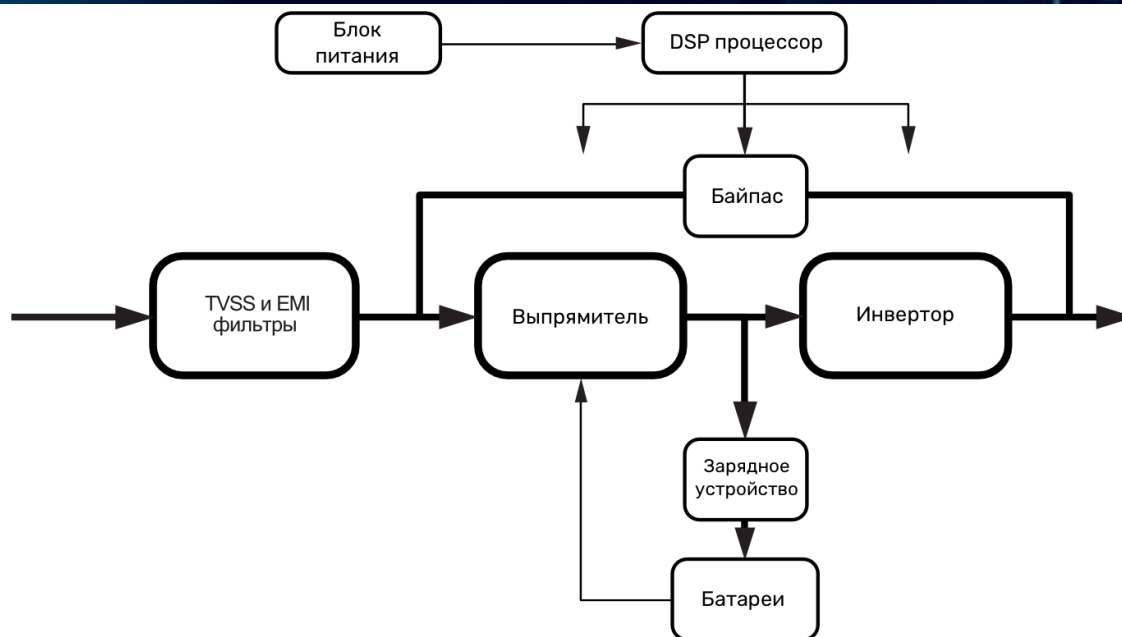 Блок
питания
DSP процессор
Байпас
TVSS и EMI
фильтры
Выпрямитель
Инвертор
Зарядное
устройство
Батареи